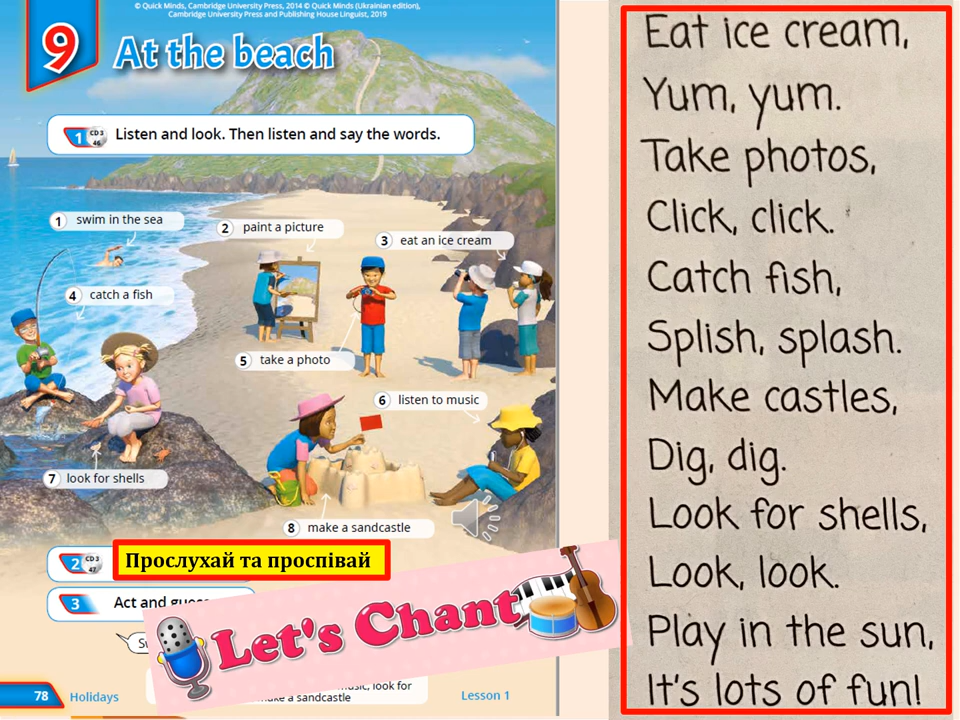 © Quick Minds, Cambridge University Press, 2014 © Quick Minds (Ukrainian edition),
Cambridge University Press and Publishing House Linguist, 2019
9
At the beach
1 CD 3 46 Listen and look. Then listen and say the words.
1 swim in the sea
2 paint a picture
3 eat an ice cream
4 catch a fish
5 take a photo
6 listen to music
7 look for shells
8 make a sandcastle
2 CD 3 47
Прослухай та проспівай
3 Act and
Let's Chant
look for
a sandcastle
78 Holidays
Lesson 1
Eat ice cream,
Yum, yum.
Take photos,
Click, click.
Catch fish,
Splish, splash.
Make castles,
Dig, dig.
Look for shells,
Look, look.
Play in the sun,
It's lots of fun!